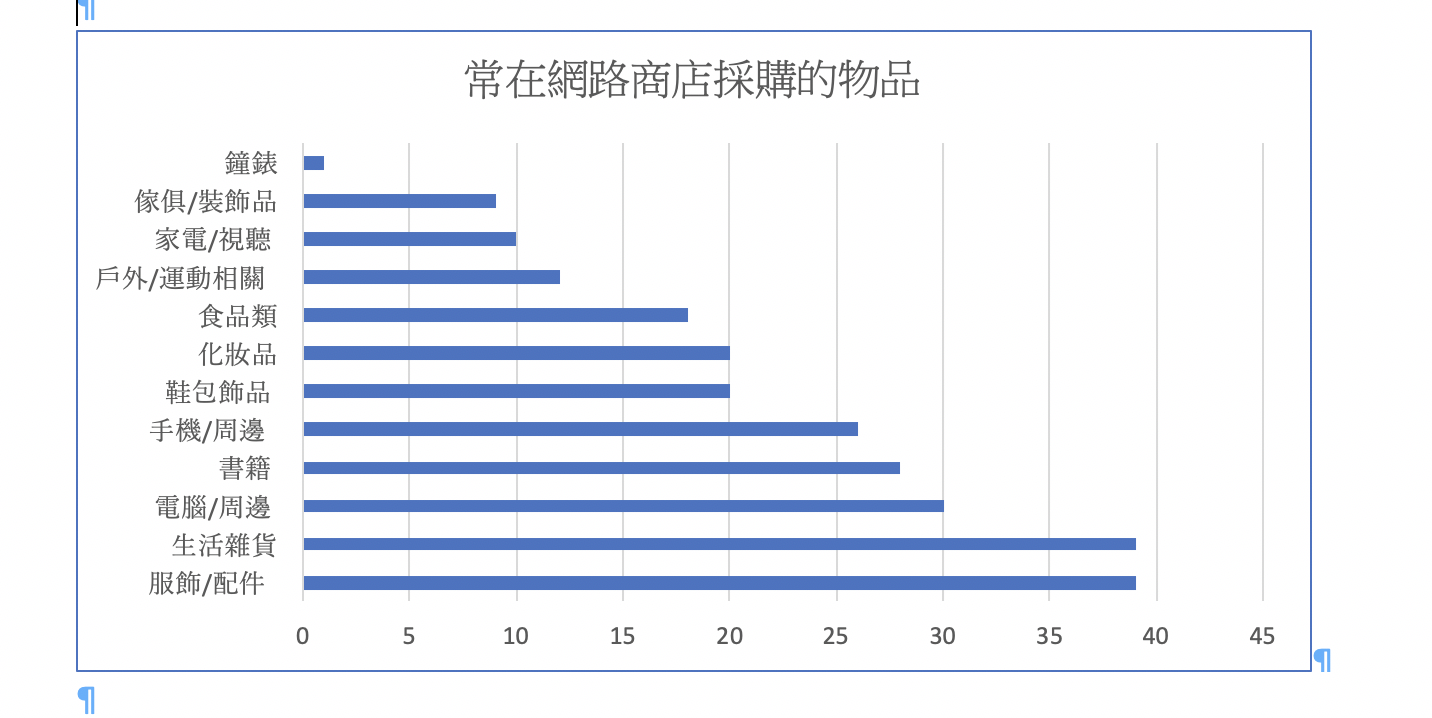 ¶
常在網路商店採購的物品
鐘錶
傢俱/裝飾品
家電/視聽
戶外/運動相關
食品類
化妝品
鞋包飾品
手機/周邊
書籍
電腦/周邊
生活雜貨
服飾/配件
0 5 10 15 20 25 30 35 40 45
¶
¶